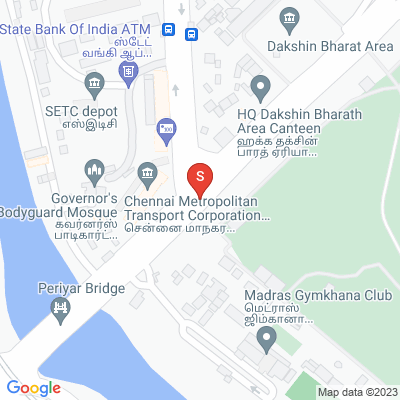 State Bank Of India ATM
ஸ்டேட்
வங்கி ஆப்...
Dakshin Bharat Area
SETC depot
எஸ்இடிசி
HQ Dakshin Bharath
Area Canteen
ஹக்க தக்சின்
பாரத் ஏரியா...
S
Governor's
Bodyguard Mosque
கவர்னர்ஸ்
பாடிகார்ட்...
Chennai Metropolitan
Transport Corporation...
சென்னை மாநகர...
Periyar Bridge
Madras Gymkhana Club
மெட்ராஸ்
ஜிம்கானா...
Google
Map data ©2023